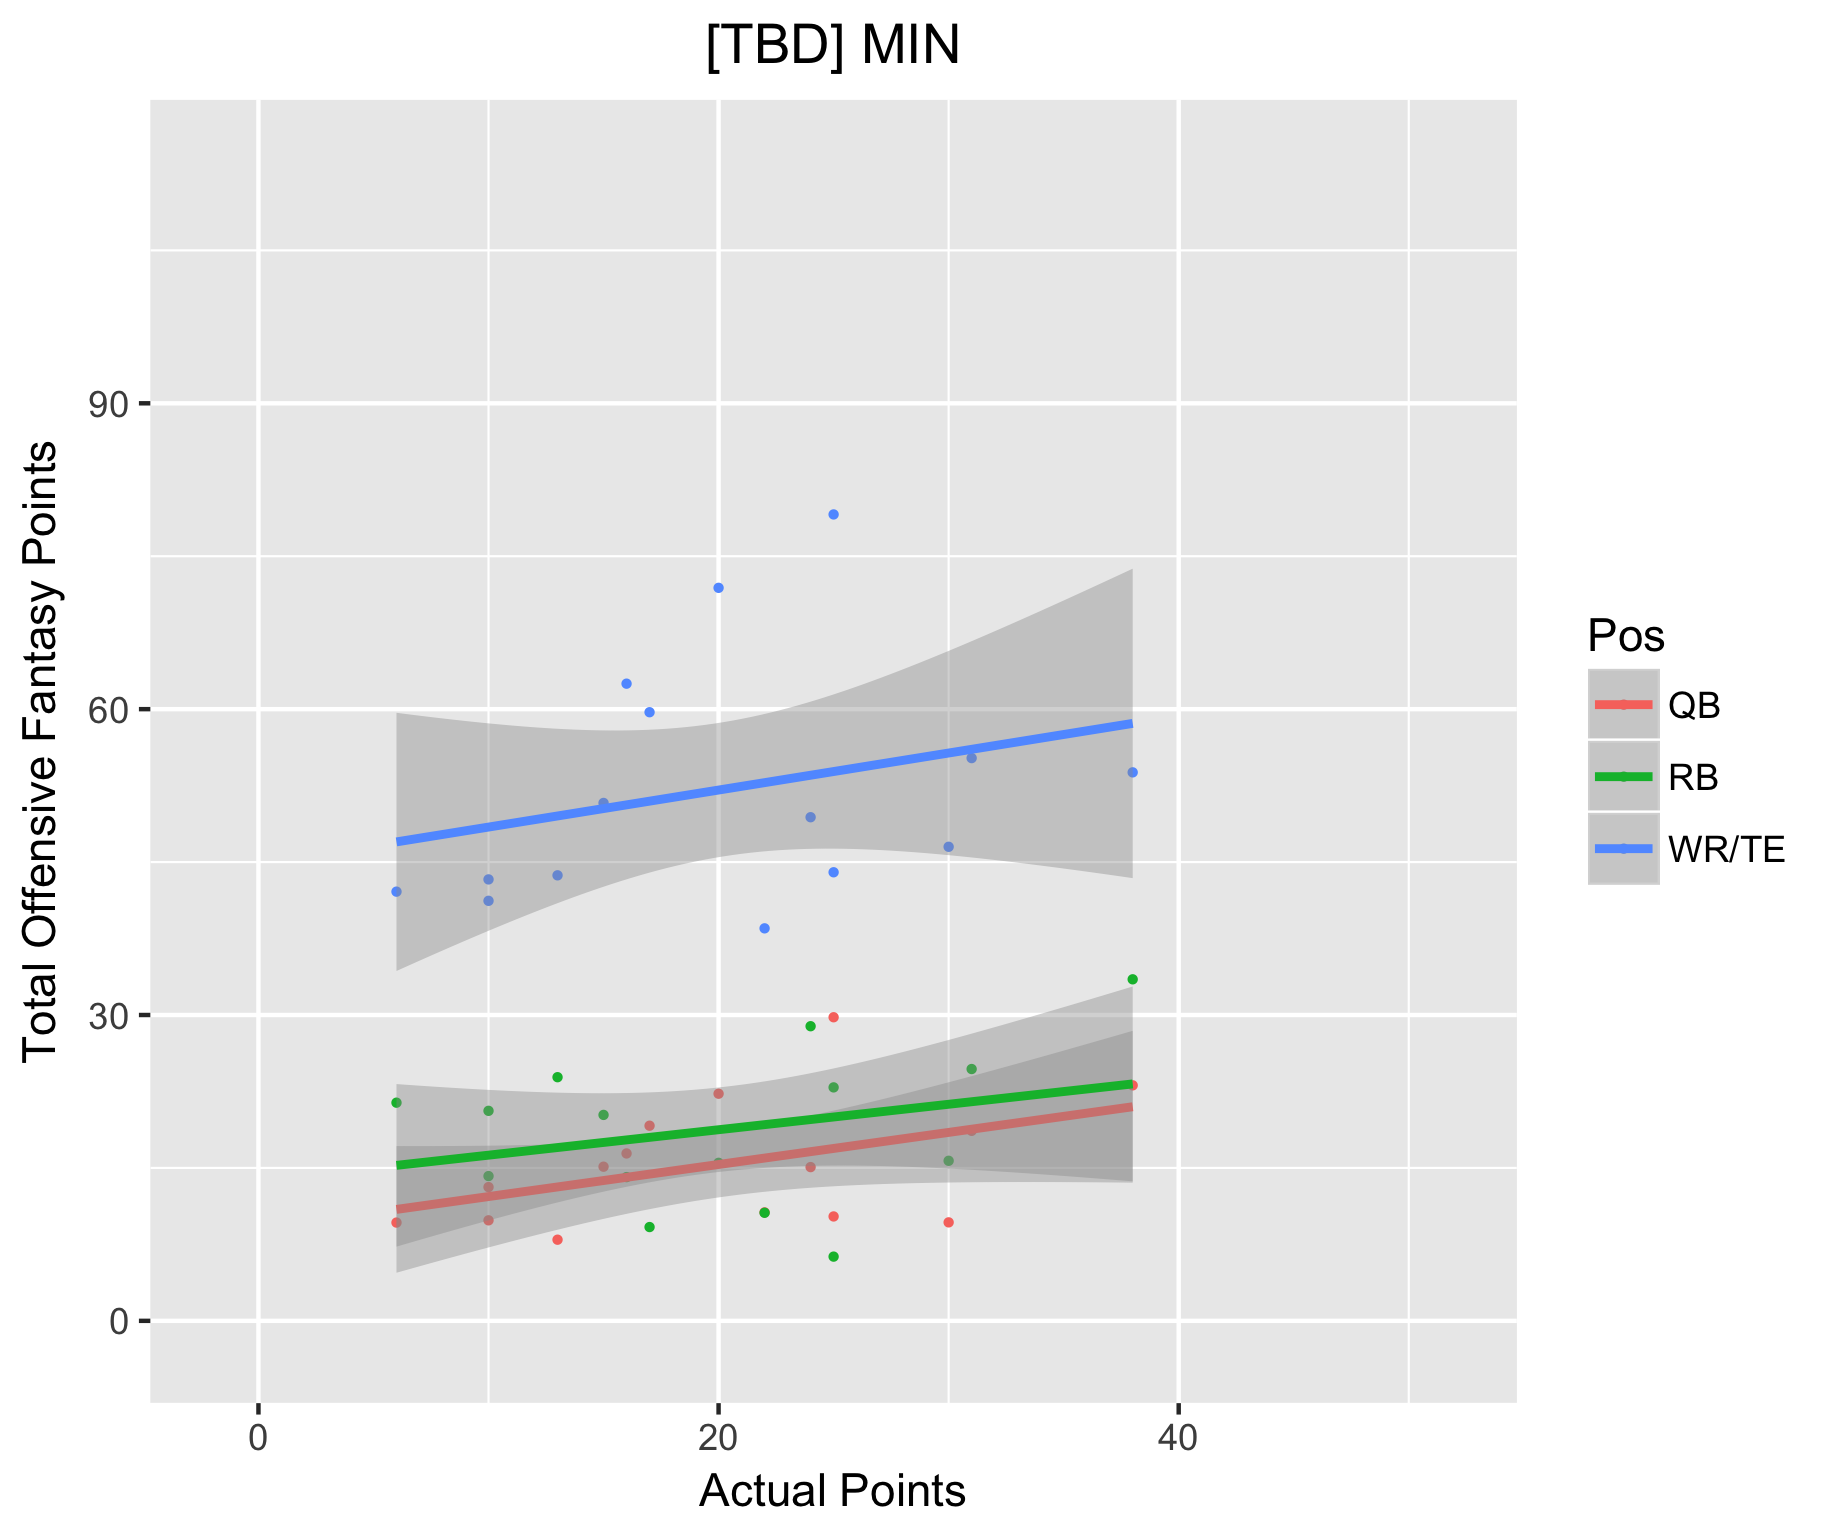 [TBD] MIN
Total Offensive Fantasy Points
90
60
30
0
0 20 40
Actual Points
Pos
QB
RB
WR/TE